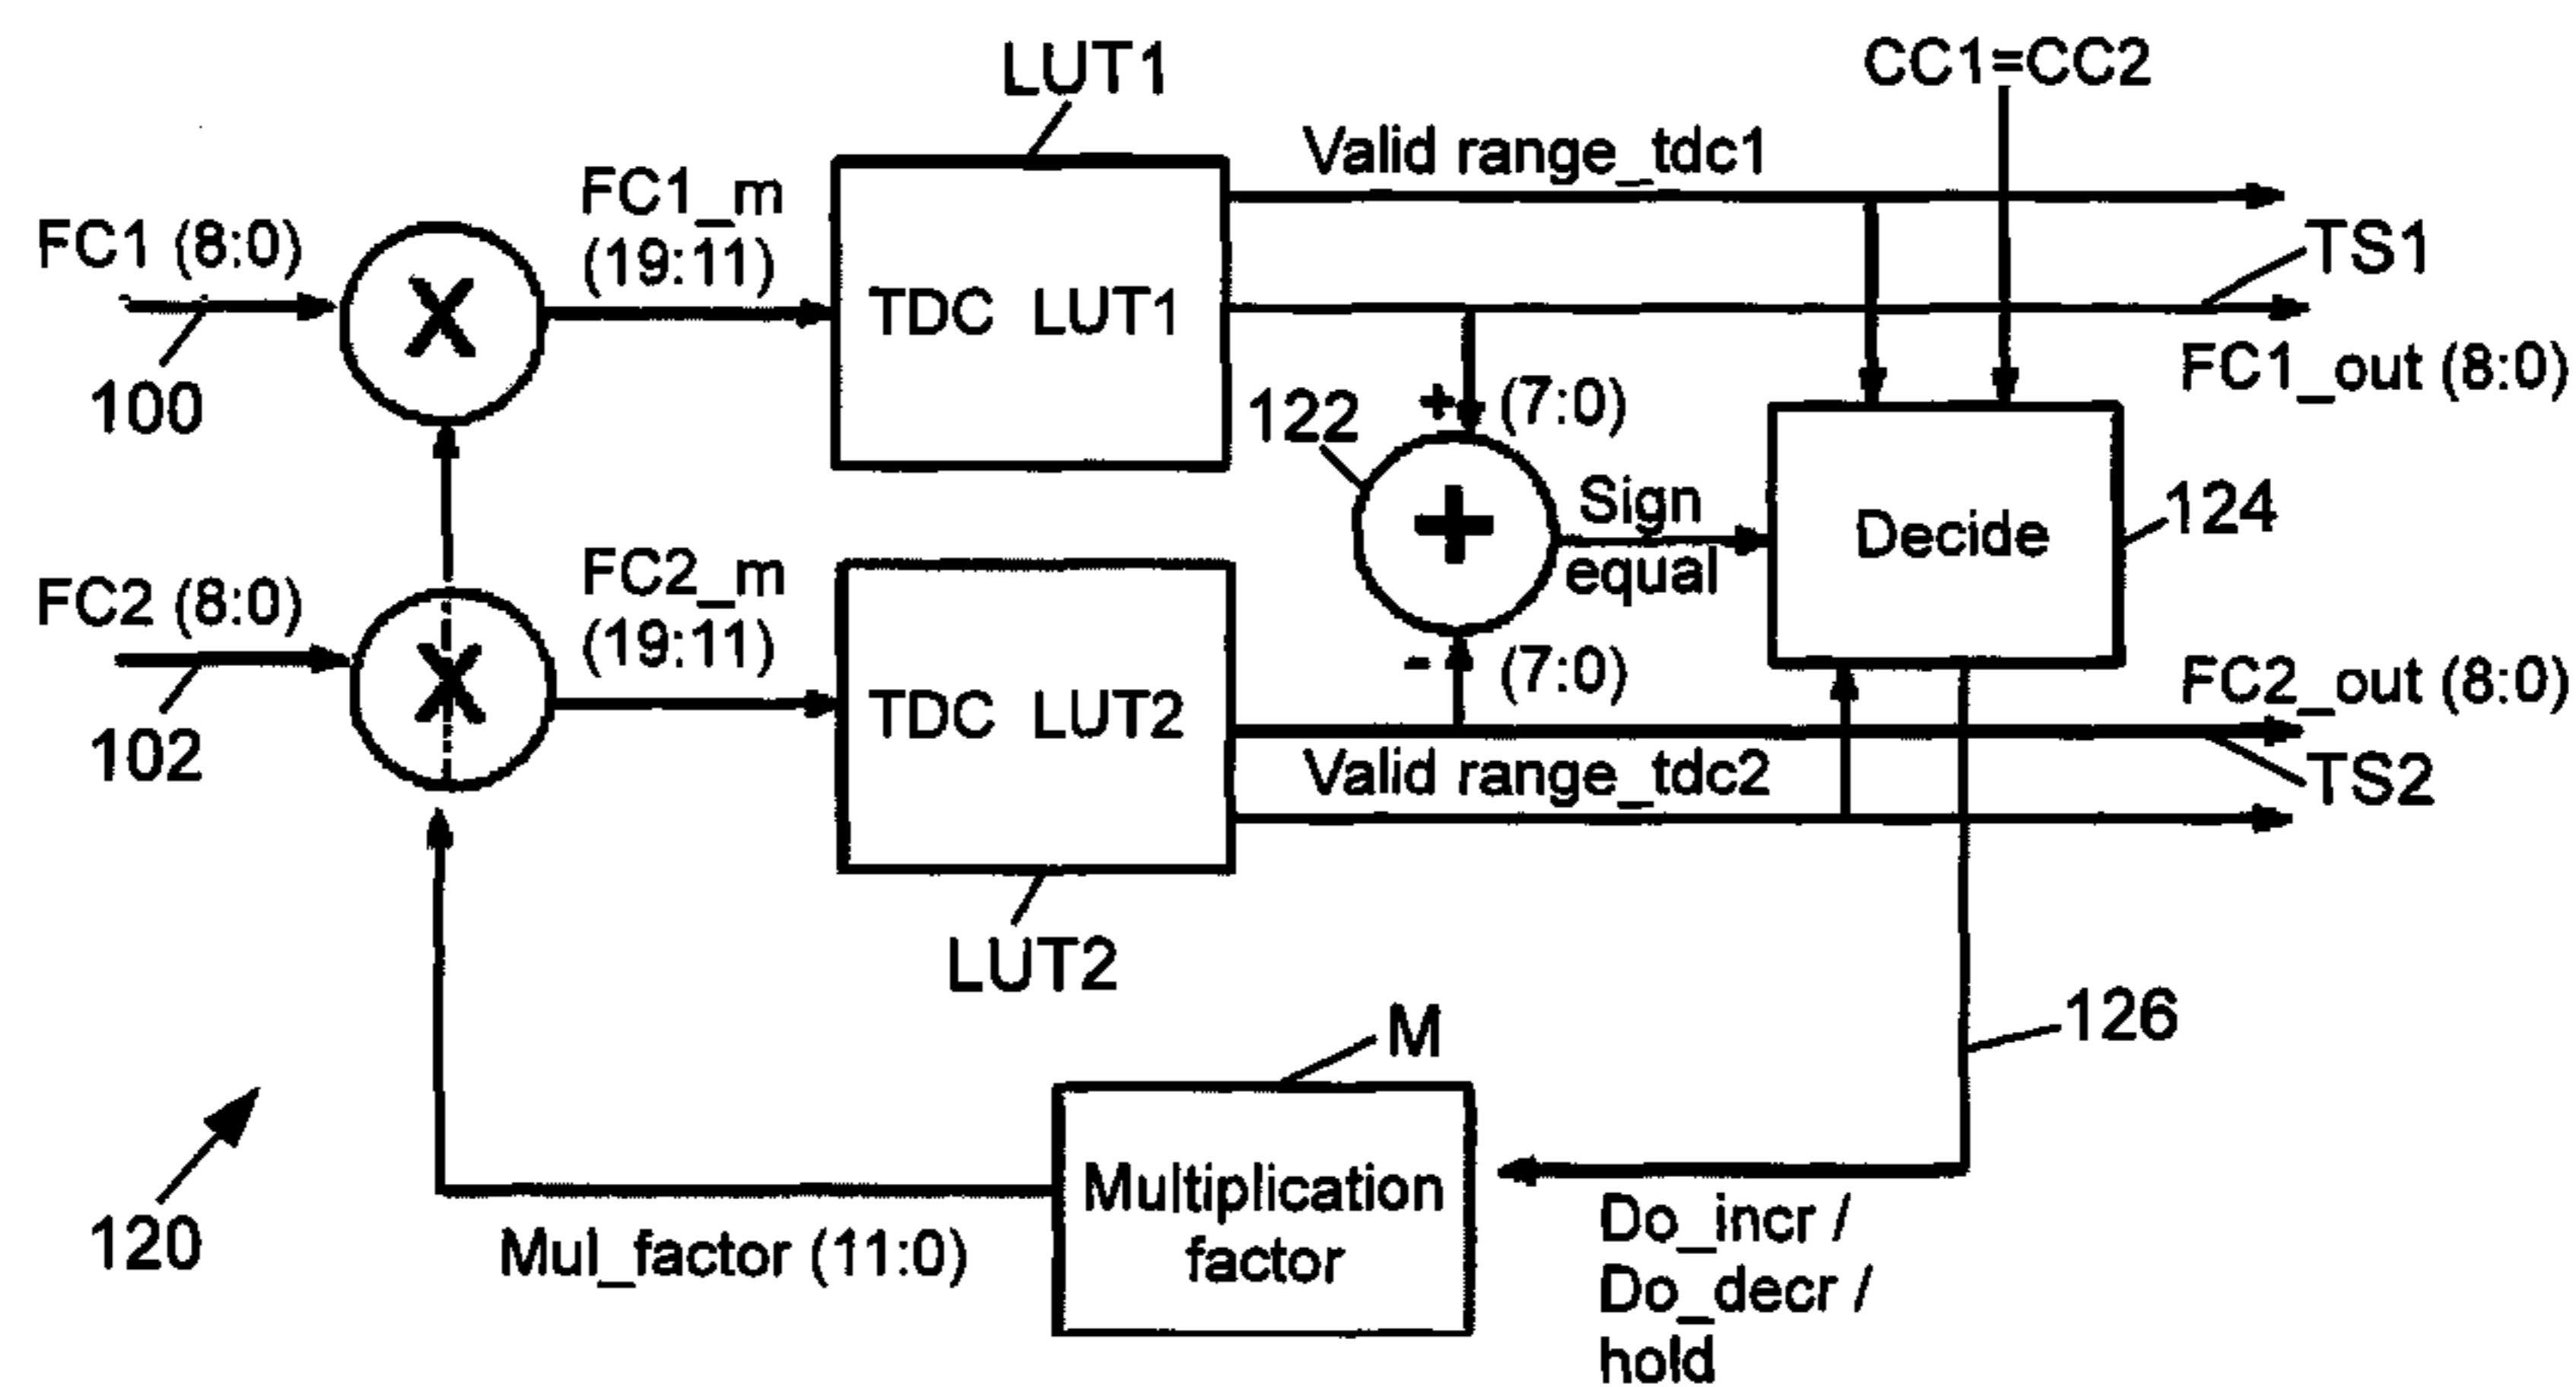 LUT1
CC1=CC2
Valid range_tdc1
FC1 (8:0)
FC1_m
(19:11)
X
TDC LUT1
TS1
FC1_out (8:0)
100
122
+ (7:0)
+
Sign
equal
Decide
124
FC2 (8:0)
FC2_m
(19:11)
- (7:0)
X
TDC LUT2
FC2_out (8:0)
102
Valid range_tdc2
TS2
LUT2
M
126
Multiplication
factor
120
Mul_factor (11:0)
Do_incr /
Do_decr /
hold